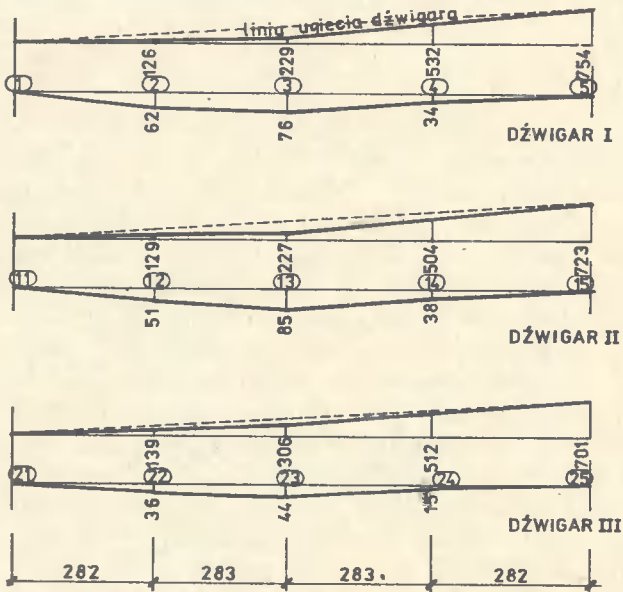 linia ugięcia dźwigara
126 229 532 754
1 2 3 4 5
62 76 34
DŹWIGAR I
129 227 504 723
11 12 13 14 15
51 85 38
DŹWIGAR II
139 306 512 701
21 22 23 24 25
36 44 15
DŹWIGAR III
282 283 283. 282